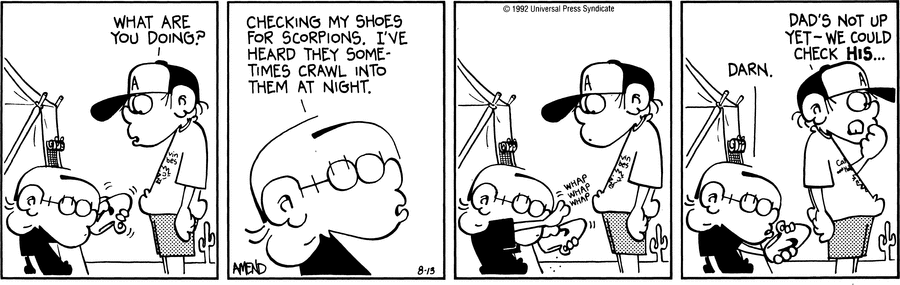 WHAT ARE
YOU DOING?
A
CHECKING MY SHOES
FOR SCORPIONS. I'VE
HEARD THEY SOME-
TIMES CRAWL INTO
THEM AT NIGHT.
AMEND
8-13
© 1992 Universal Press Syndicate
A
WHAP
WHAP
WHAP
DARN.
DAD'S NOT UP
YET- WE COULD
CHECK HIS...
A